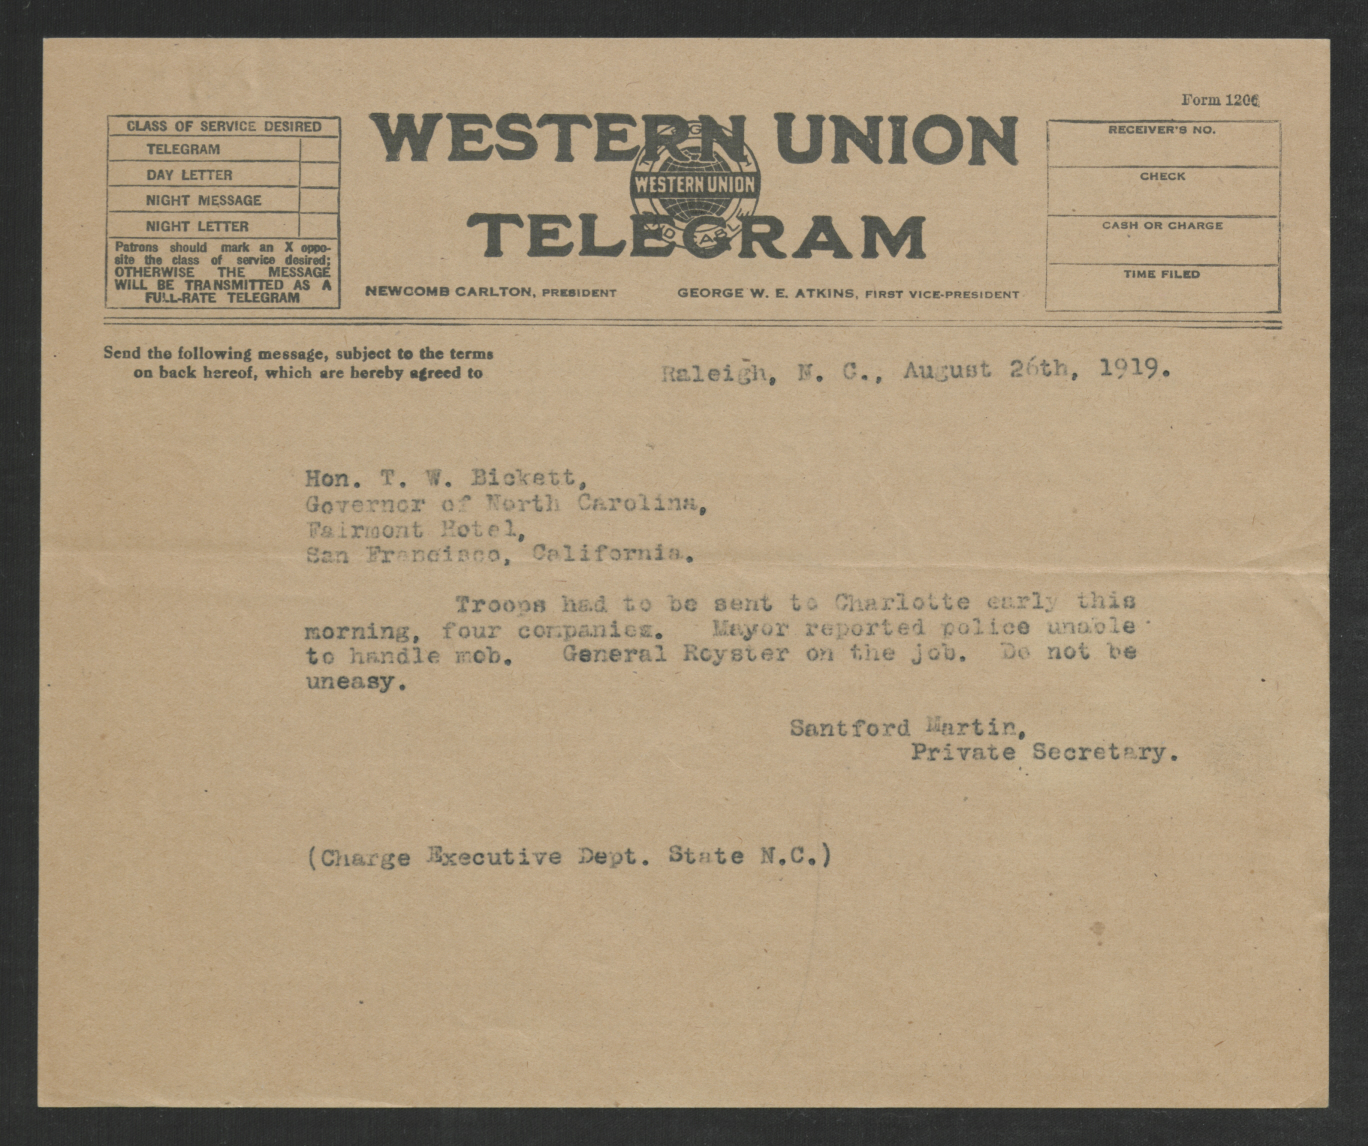 Form 1206
CLASS OF SERVICE DESIRED
TELEGRAM
DAY LETTER
NIGHT MESSAGE
NIGHT LETTER
Patrons should mark an X oppo-
site the class of service desired;
OTHERWISE THE MESSAGE
WILL BE TRANSMITTED AS A
FULL-RATE TELEGRAM
WESTERN UNION
WESTERN UNION
TELEGRAM
NEWCOMB CARLTON, PRESIDENT
GEORGE W. E. ATKINS, FIRST VICE-PRESIDENT
RECEIVER'S NO.
CHECK
CASH OR CHARGE
TIME FILED
Send the following message, subject to the terms
on back hereof, which are hereby agreed to
Raleigh, N. C., August 26th, 1919.
Hon. T. W. Bickett,
Governor of North Carolina,
Fairmont Hotel,
San Francisco, California.
Troops had to be sent to Charlotte early this
morning, four companies. Mayor reported police unable
to handle mob. General Royster on the job. Do not be
uneasy.
Santford Martin,
Private Secretary.
(Charge Executive Dept. State N.C.)